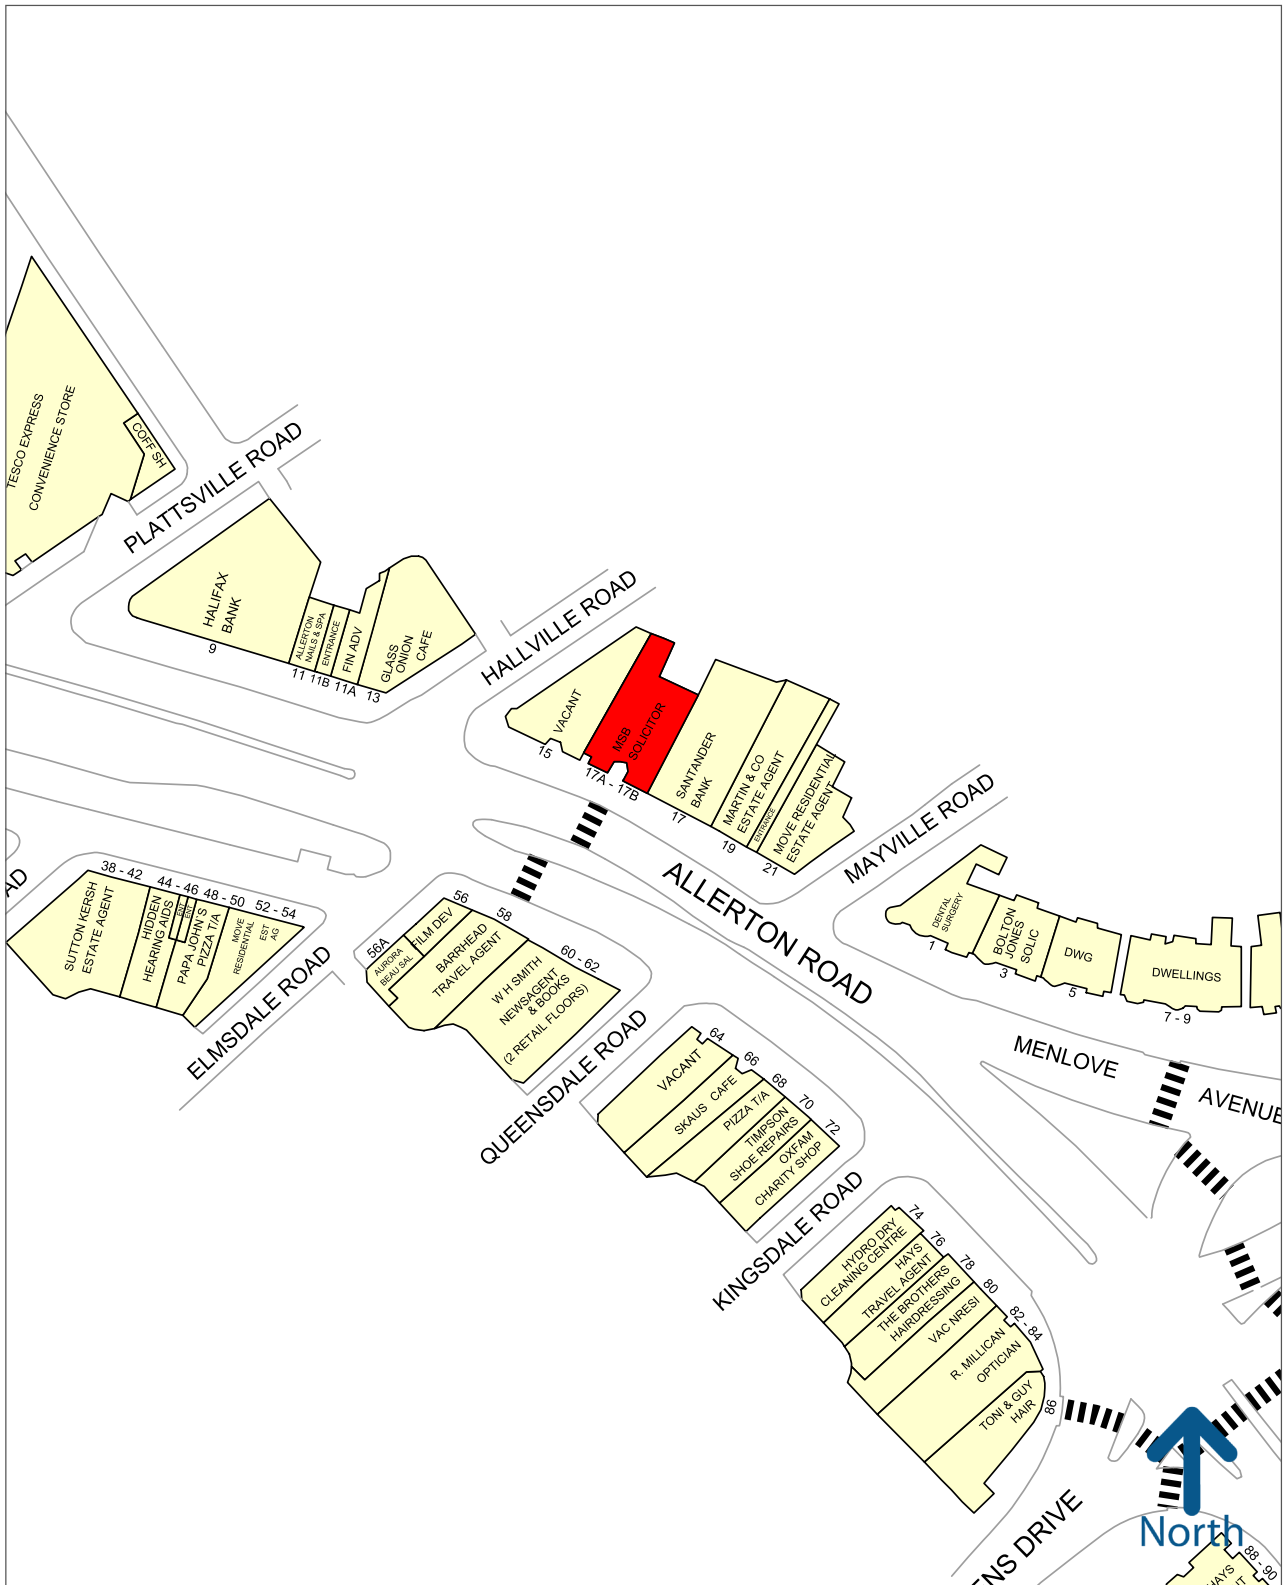 TESCO EXPRESS
CONVENIENCE STORE
COFF SH
PLATTSVILLE ROAD
HALIFAX
BANK
9
ALLERTON
NAILS & SPA
ENTRANCE
FIN ADV
GLASS
ONION
CAFE
11
11B
11A
13
HALLVILLE ROAD
VACANT
15
MSB
SOLICITOR
17A - 17B
SANTANDER
BANK
17
MARTIN & CO
ESTATE AGENT
19
ENTRANCE
MOVE RESIDENTIAL
ESTATE AGENT
21
MAYVILLE ROAD
ALLERTON ROAD
DENTAL
SURGERY
1
BOLTON
JONES
SOLIC
3
DWG
5
DWELLINGS
7 - 9
MENLOVE
AVENUE
AD
38 - 42
SUTTON KERSH
ESTATE AGENT
44 - 46
HIDDEN
HEARING AIDS
ENT
ENT
48 - 50
PAPA JOHN'S
PIZZA T/A
52 - 54
MOVE
RESIDENTIAL
EST
AG
ELMSDALE ROAD
56A
AURORA
BEAU SAL
56
FILM DEV
58
BARRHEAD
TRAVEL AGENT
60 - 62
W H SMITH
NEWSAGENT
& BOOKS
(2 RETAIL FLOORS)
QUEENSDALE ROAD
64
VACANT
66
SKAUS CAFE
68
PIZZA T/A
70
TIMPSON
SHOE REPAIRS
72
OXFAM
CHARITY SHOP
KINGSDALE ROAD
74
HYDRO DRY
CLEANING CENTRE
76
HAYS
TRAVEL AGENT
78
THE BROTHERS
HAIRDRESSING
80
VAC NRESI
82 - 84
R. MILLICAN
OPTICIAN
86
TONI & GUY
HAIR
ENS DRIVE
North
88 - 90
HAYS